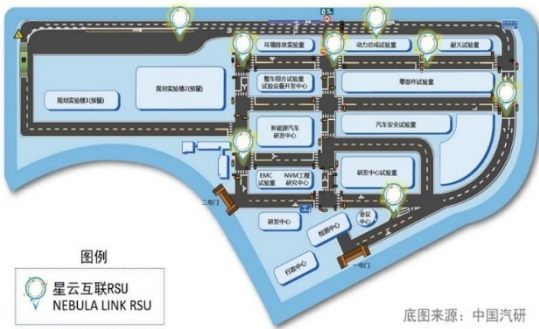 环境排放实验室
动力总成试验室
耐久试验室
整车综合试验室
试验设备开发中心
零部件试验室
规划实验楼2(预留)
规划实验楼1(预留)
新能源汽车
研发中心
汽车安全试验室
EMC
试验室
NVM工程
研究中心
研发中心试验室
二号门
会议
中心
研发中心
检测中心
行政中心
一号门
图例
星云互联RSU
NEBULA LINK RSU
底图来源：中国汽研